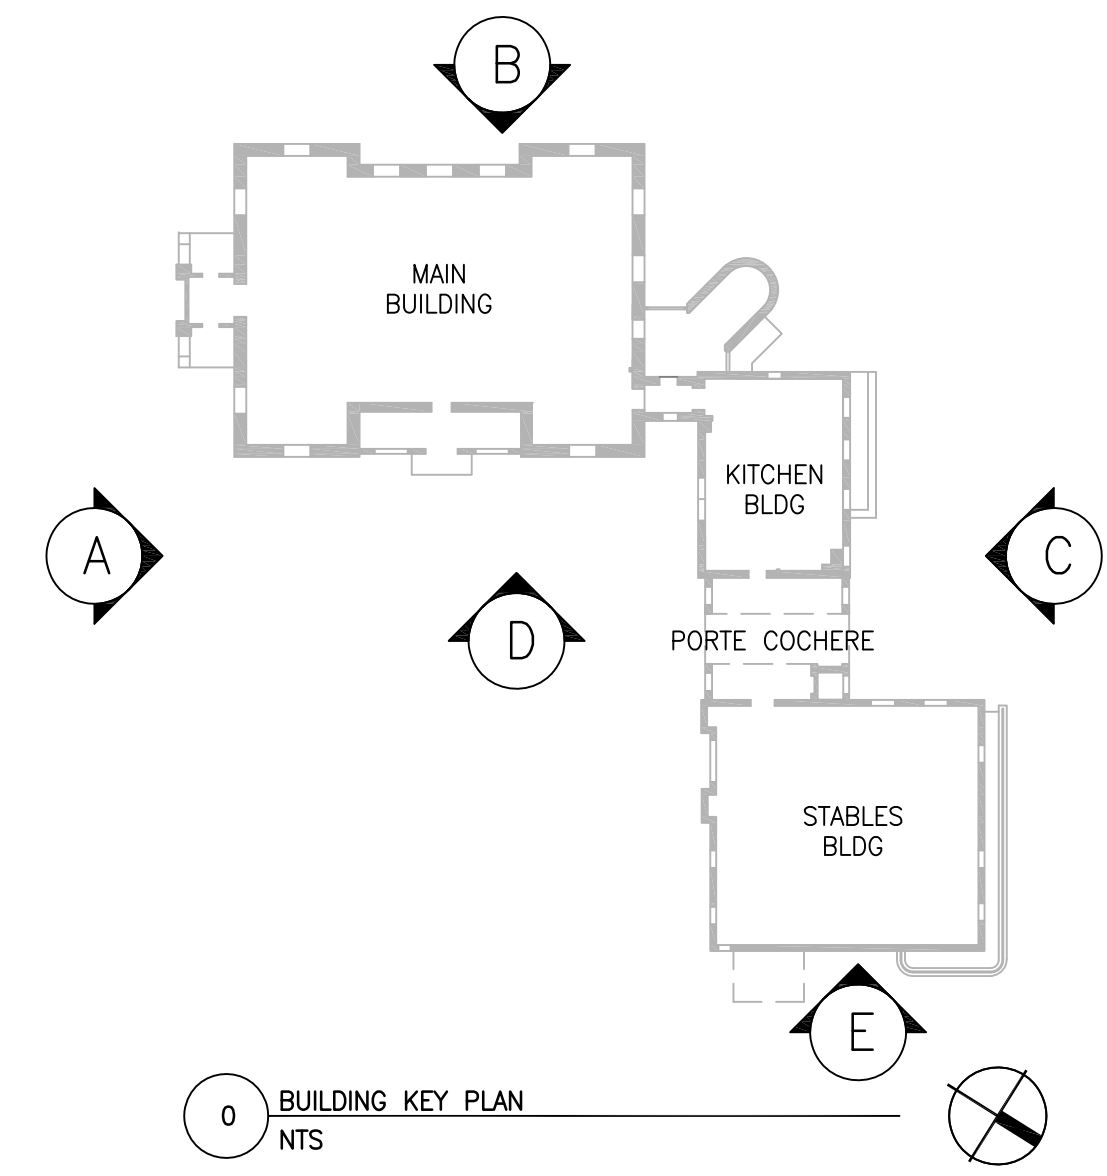 B
MAIN
BUILDING
KITCHEN
BLDG
A
C
D
PORTE COCHERE
STABLES
BLDG
E
0
BUILDING KEY PLAN
NTS